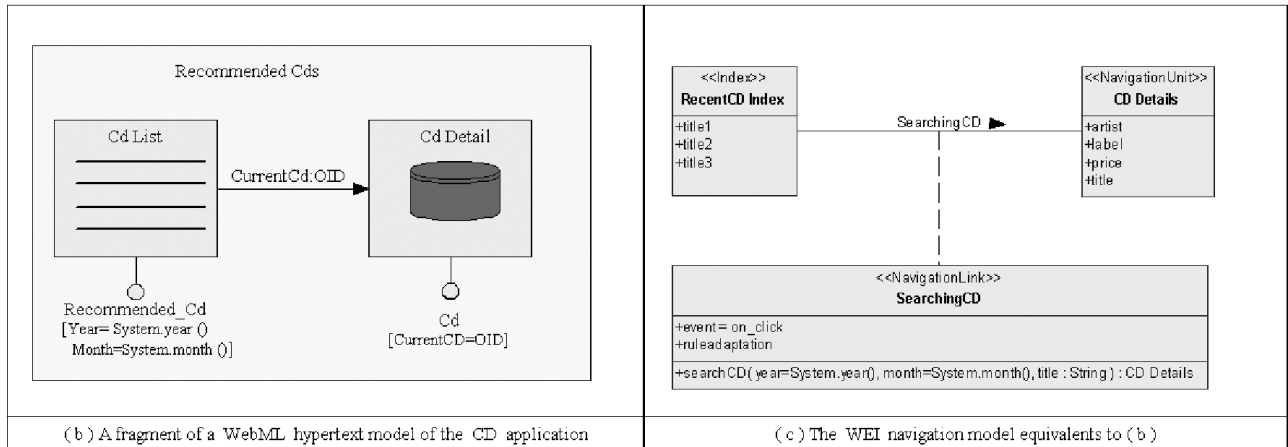 Recommended Cds
Cd List
Cd Detail
CurrentCd:OID
Recommended_Cd
[Year= System.year ()
Month=System.month ()]
Cd
[CurrentCD=OID]
( b ) A fragment of a WebML hypertext model of the CD application
<<Index>>
RecentCD Index
+title1
+title2
+title3
SearchingCD
<<NavigationUnit>>
CD Details
+artist
+label
+price
+title
<<NavigationLink>>
SearchingCD
+event= on_click
+ruleadaptation
+searchCD( year=System.year(), month=System.month(), title : String ) : CD Details
( c ) The WEI navigation model equivalents to ( b )